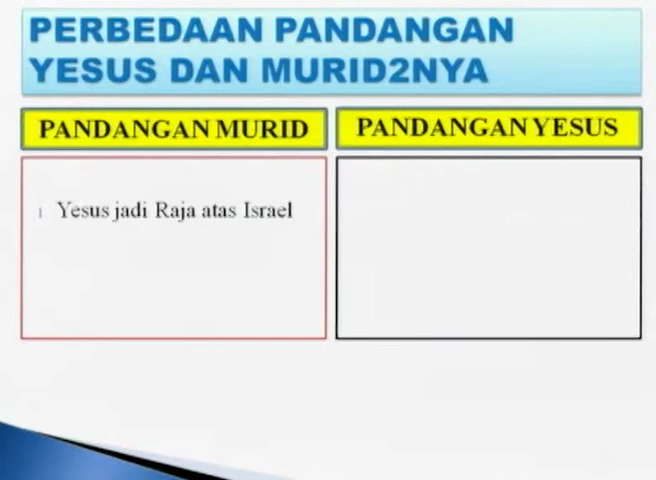 PERBEDAAN PANDANGAN
YESUS DAN MURID2NYA
PANDANGAN MURID
PANDANGAN YESUS
1. Yesus jadi Raja atas Israel